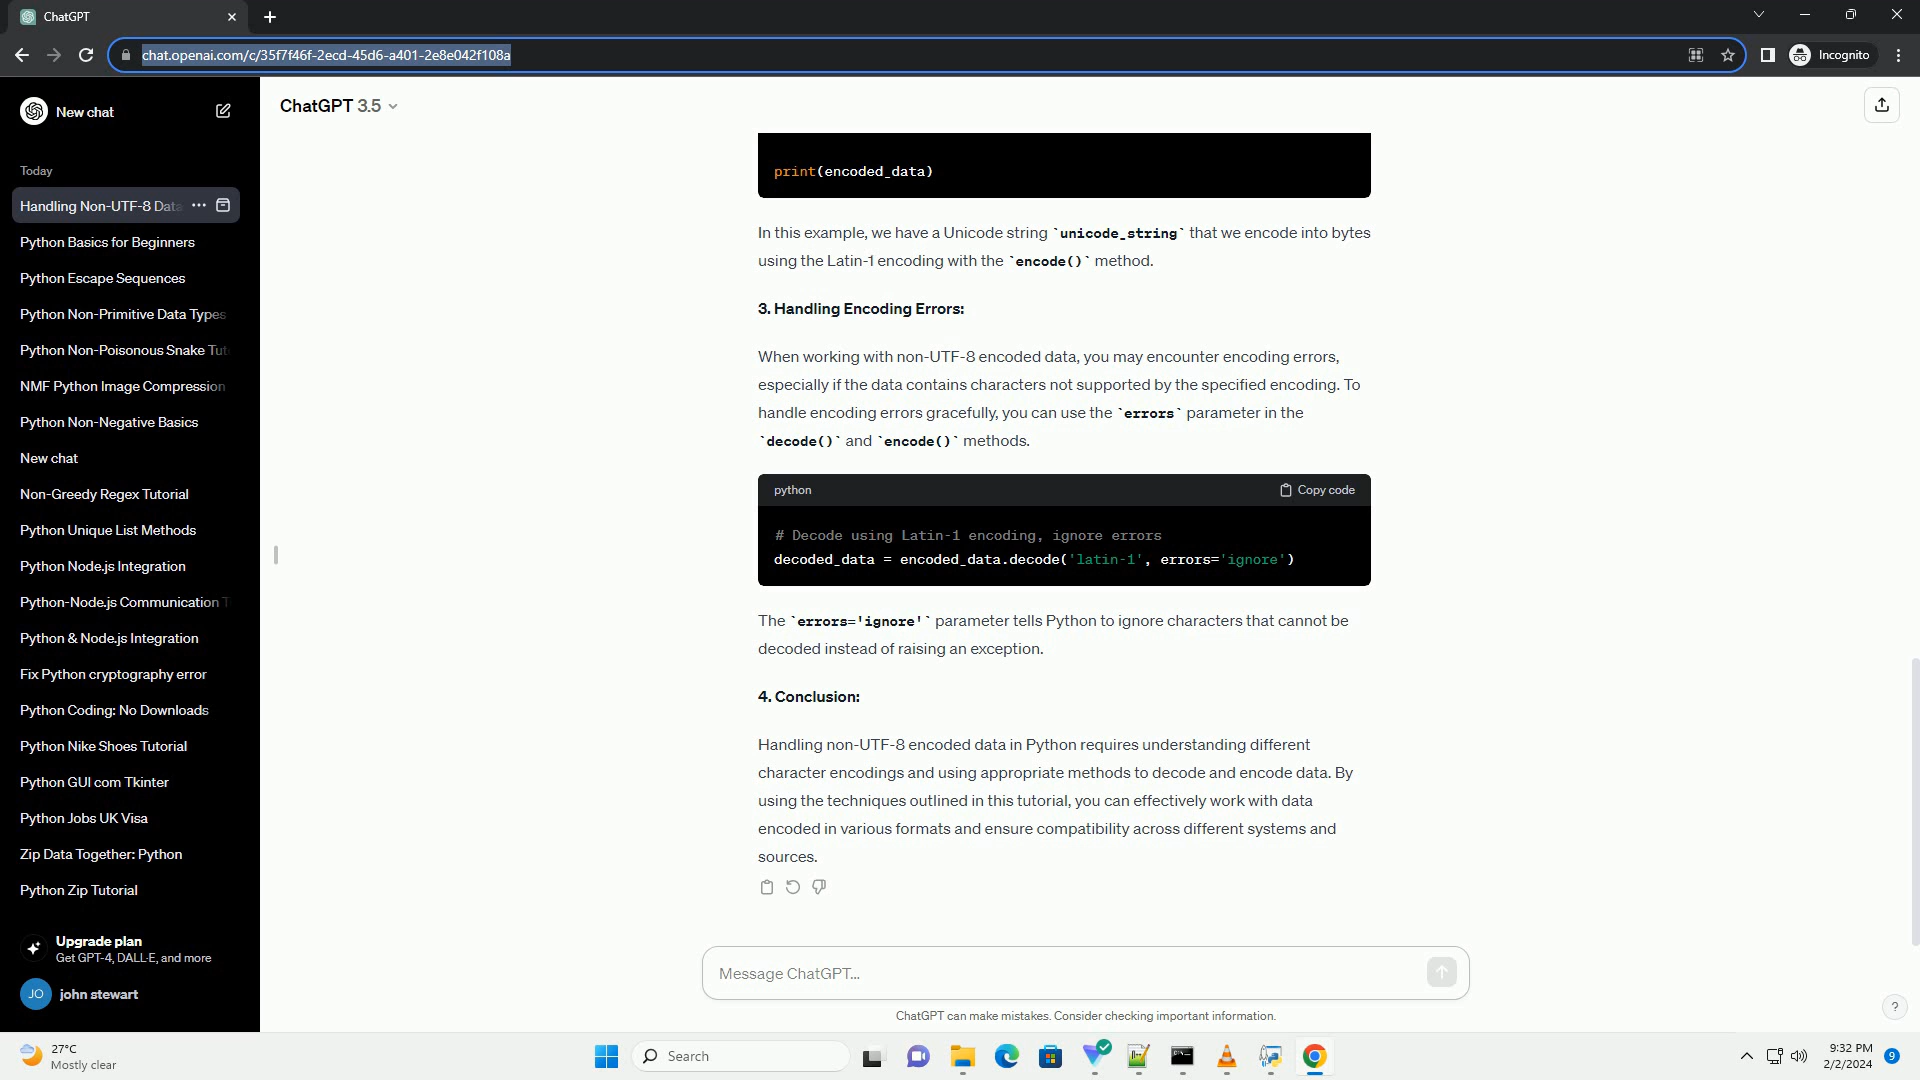 ChatGPT
chat.openai.com/c/35f7f46f-2ecd-45d6-a401-2e8e042f108a
Incognito
New chat
Today
Handling Non-UTF-8 Data
Python Basics for Beginners
Python Escape Sequences
Python Non-Primitive Data Types
Python Non-Poisonous Snake Tut
NMF Python Image Compression
Python Non-Negative Basics
New chat
Non-Greedy Regex Tutorial
Python Unique List Methods
Python Node.js Integration
Python-Node.js Communication T
Python & Node.js Integration
Fix Python cryptography error
Python Coding: No Downloads
Python Nike Shoes Tutorial
Python GUI com Tkinter
Python Jobs UK Visa
Zip Data Together: Python
Python Zip Tutorial
Upgrade plan
Get GPT-4, DALL·E, and more
JO john stewart
ChatGPT 3.5
print(encoded_data)
In this example, we have a Unicode string `unicode_string` that we encode into bytes
using the Latin-1 encoding with the `encode()` method.
3. Handling Encoding Errors:
When working with non-UTF-8 encoded data, you may encounter encoding errors,
especially if the data contains characters not supported by the specified encoding. To
handle encoding errors gracefully, you can use the `errors` parameter in the
`decode()` and `encode()` methods.
python Copy code
# Decode using Latin-1 encoding, ignore errors
decoded_data = encoded_data.decode('latin-1', errors='ignore')
The `errors='ignore'` parameter tells Python to ignore characters that cannot be
decoded instead of raising an exception.
4. Conclusion:
Handling non-UTF-8 encoded data in Python requires understanding different
character encodings and using appropriate methods to decode and encode data. By
using the techniques outlined in this tutorial, you can effectively work with data
encoded in various formats and ensure compatibility across different systems and
sources.
Message ChatGPT...
ChatGPT can make mistakes. Consider checking important information.
?
27°C
Mostly clear
Search
9:32 PM
2/2/2024
9